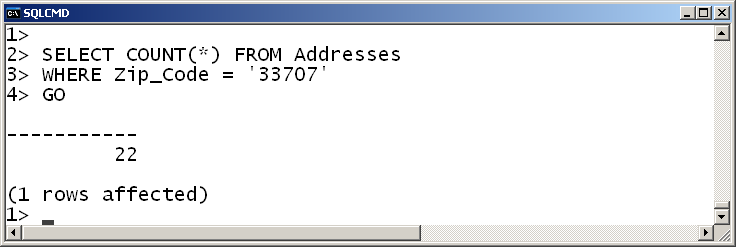 SQLCMD
1>
2> SELECT COUNT(*) FROM Addresses
3> WHERE Zip_Code = '33707'
4> GO
-----------
22
(1 rows affected)
1>